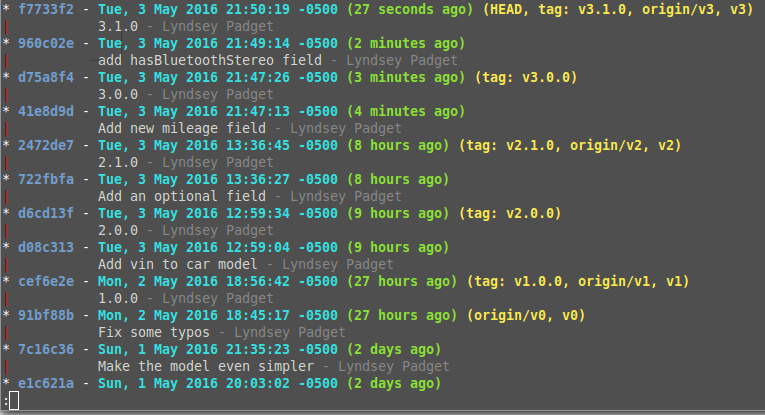 * f7733f2 - Tue, 3 May 2016 21:50:19 -0500 (27 seconds ago) (HEAD, tag: v3.1.0, origin/v3, v3)
|           3.1.0 - Lyndsey Padget
* 960c02e - Tue, 3 May 2016 21:49:14 -0500 (2 minutes ago)
|           add hasBluetoothStereo field - Lyndsey Padget
* d75a8f4 - Tue, 3 May 2016 21:47:26 -0500 (3 minutes ago) (tag: v3.0.0)
|           3.0.0 - Lyndsey Padget
* 41e8d9d - Tue, 3 May 2016 21:47:13 -0500 (4 minutes ago)
|           Add new mileage field - Lyndsey Padget
* 2472de7 - Tue, 3 May 2016 13:36:45 -0500 (8 hours ago) (tag: v2.1.0, origin/v2, v2)
|           2.1.0 - Lyndsey Padget
* 722fbfa - Tue, 3 May 2016 13:36:27 -0500 (8 hours ago)
|           Add an optional field - Lyndsey Padget
* d6cd13f - Tue, 3 May 2016 12:59:34 -0500 (9 hours ago) (tag: v2.0.0)
|           2.0.0 - Lyndsey Padget
* d08c313 - Tue, 3 May 2016 12:59:04 -0500 (9 hours ago)
|           Add vin to car model - Lyndsey Padget
* cef6e2e - Mon, 2 May 2016 18:56:42 -0500 (27 hours ago) (tag: v1.0.0, origin/v1, v1)
|           1.0.0 - Lyndsey Padget
* 91bf88b - Mon, 2 May 2016 18:45:17 -0500 (27 hours ago) (origin/v0, v0)
|           Fix some typos - Lyndsey Padget
* 7c16c36 - Sun, 1 May 2016 21:35:23 -0500 (2 days ago)
|           Make the model even simpler - Lyndsey Padget
* e1c621a - Sun, 1 May 2016 20:03:02 -0500 (2 days ago)
: